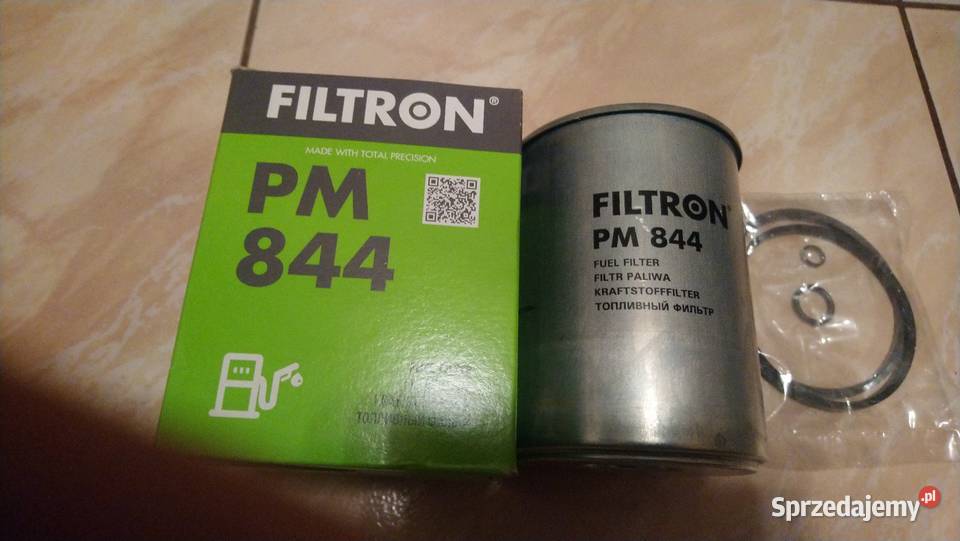 FILTRON®
MADE WITH TOTAL PRECISION
PM
844
ТОПЛИВНЫЙ
FILTRON®
PM 844
FUEL FILTER
FILTR PALIWA
KRAFTSTOFFFILTER
ТОПЛИВНЫЙ ФИЛЬТР
Sprzedajemy.pl